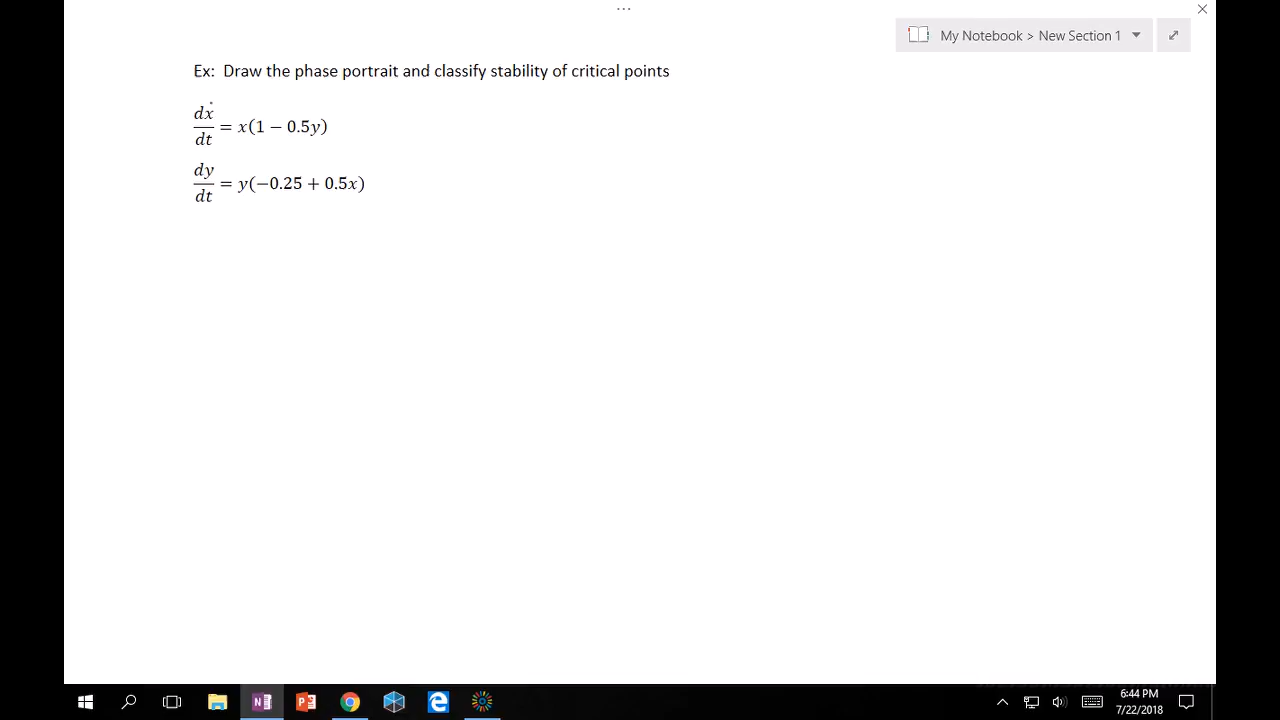 ...
My Notebook > New Section 1
Ex: Draw the phase portrait and classify stability of critical points
dx/dt = x(1 − 0.5y)
dy/dt = y(−0.25 + 0.5x)
6:44 PM
7/22/2018